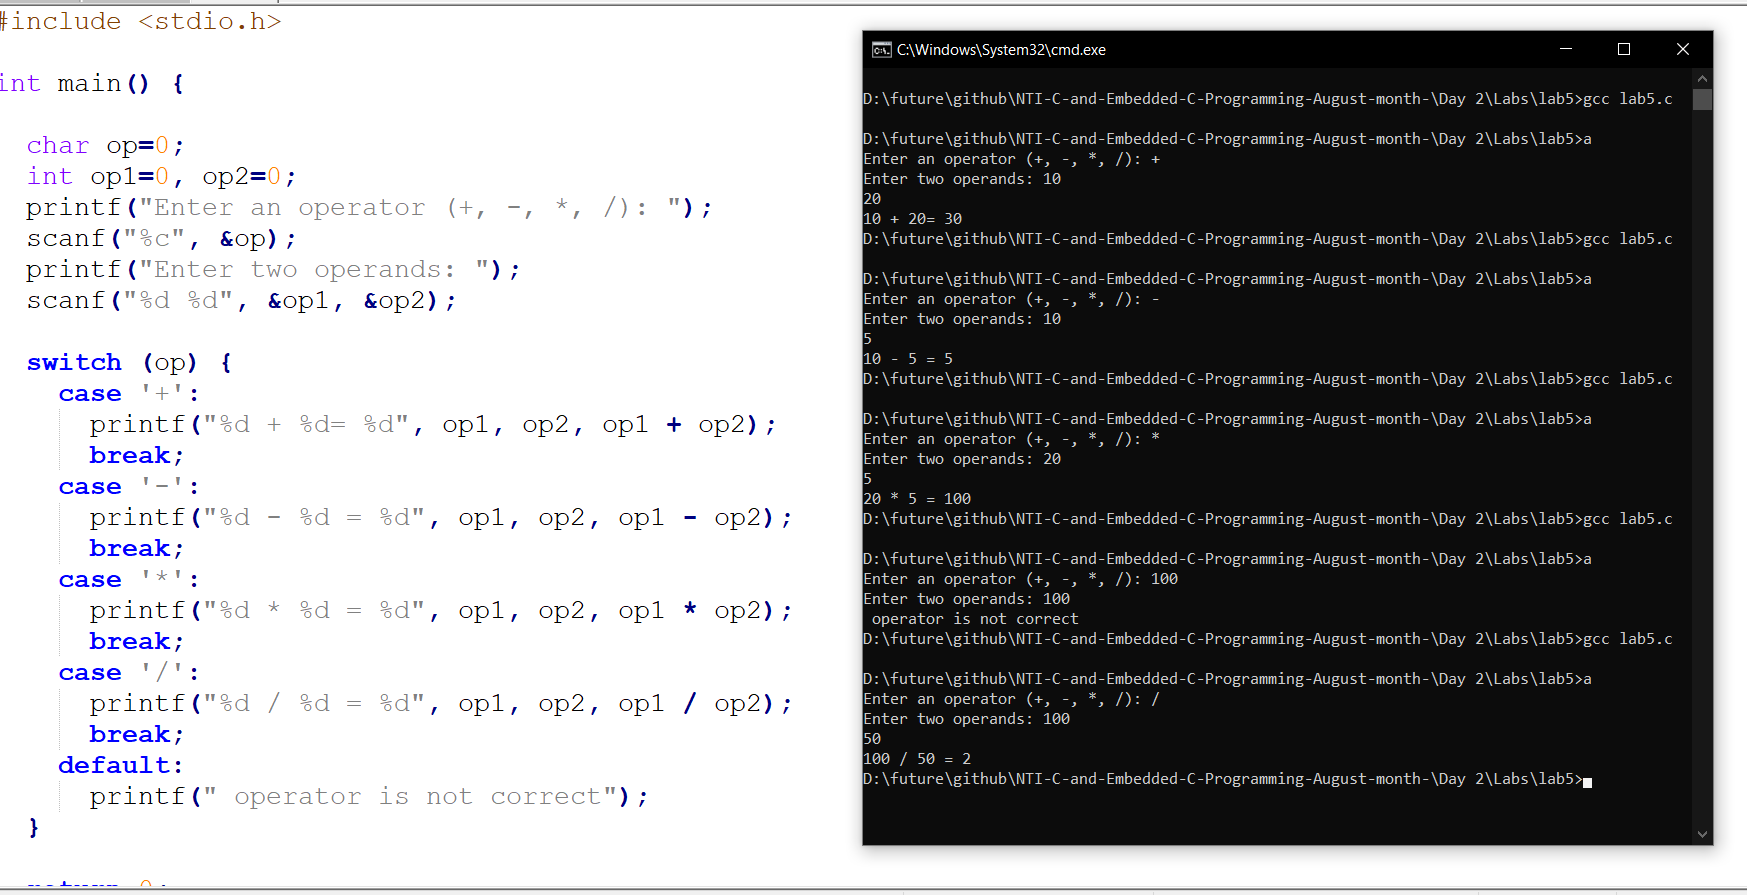 #include <stdio.h>
int main() {
char op=0;
int op1=0, op2=0;
printf("Enter an operator (+, -, *, /): ");
scanf("%c", &op);
printf("Enter two operands: ");
scanf("%d %d", &op1, &op2);
switch (op) {
case '+':
printf("%d + %d= %d", op1, op2, op1 + op2);
break;
case '-':
printf("%d - %d = %d", op1, op2, op1 - op2);
break;
case '*':
printf("%d * %d = %d", op1, op2, op1 * op2);
break;
case '/':
printf("%d / %d = %d", op1, op2, op1 / op2);
break;
default:
printf(" operator is not correct");
}
return 0;
C:\Windows\System32\cmd.exe
D:\future\github\NTI-C-and-Embedded-C-Programming-August-month-\Day 2\Labs\lab5>gcc lab5.c
D:\future\github\NTI-C-and-Embedded-C-Programming-August-month-\Day 2\Labs\lab5>a
Enter an operator (+, -, *, /): +
Enter two operands: 10
20
10 + 20= 30
D:\future\github\NTI-C-and-Embedded-C-Programming-August-month-\Day 2\Labs\lab5>gcc lab5.c
D:\future\github\NTI-C-and-Embedded-C-Programming-August-month-\Day 2\Labs\lab5>a
Enter an operator (+, -, *, /): -
Enter two operands: 10
5
10 - 5 = 5
D:\future\github\NTI-C-and-Embedded-C-Programming-August-month-\Day 2\Labs\lab5>gcc lab5.c
D:\future\github\NTI-C-and-Embedded-C-Programming-August-month-\Day 2\Labs\lab5>a
Enter an operator (+, -, *, /): *
Enter two operands: 20
5
20 * 5 = 100
D:\future\github\NTI-C-and-Embedded-C-Programming-August-month-\Day 2\Labs\lab5>gcc lab5.c
D:\future\github\NTI-C-and-Embedded-C-Programming-August-month-\Day 2\Labs\lab5>a
Enter an operator (+, -, *, /): 100
Enter two operands: 100
operator is not correct
D:\future\github\NTI-C-and-Embedded-C-Programming-August-month-\Day 2\Labs\lab5>gcc lab5.c
D:\future\github\NTI-C-and-Embedded-C-Programming-August-month-\Day 2\Labs\lab5>a
Enter an operator (+, -, *, /): /
Enter two operands: 100
50
100 / 50 = 2
D:\future\github\NTI-C-and-Embedded-C-Programming-August-month-\Day 2\Labs\lab5>